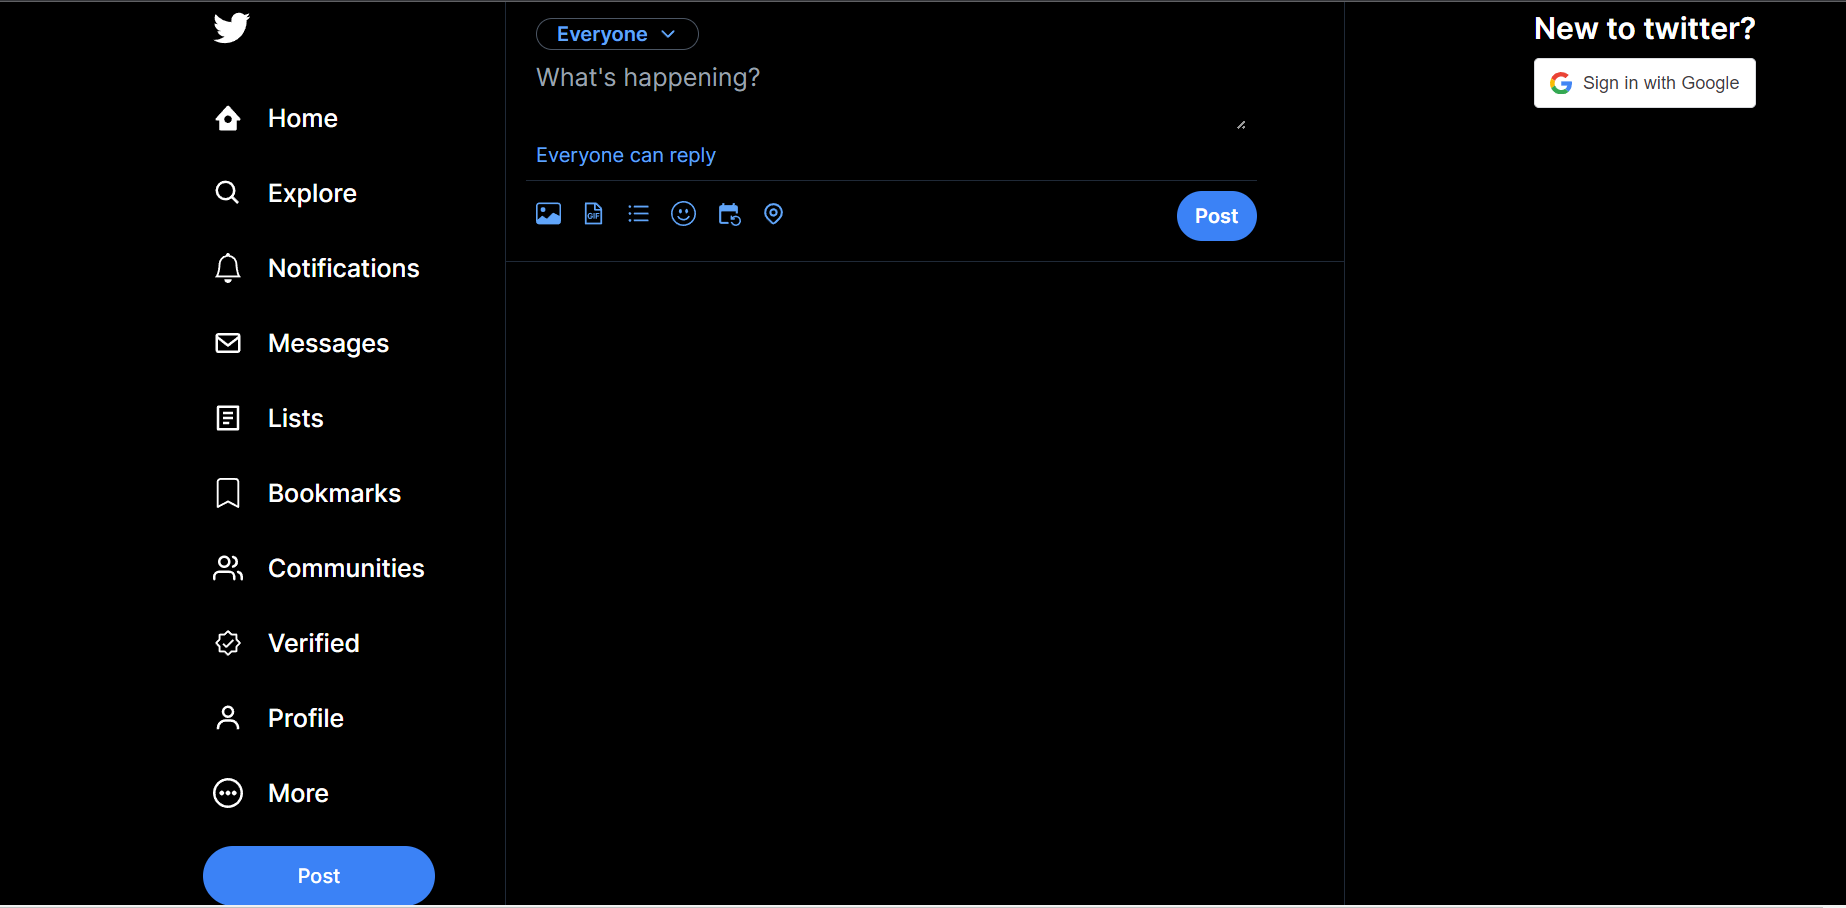 Home
Explore
Notifications
Messages
Lists
Bookmarks
Communities
Verified
Profile
More
Post
Everyone
What's happening?
Everyone can reply
GIF
Post
New to twitter?
Sign in with Google